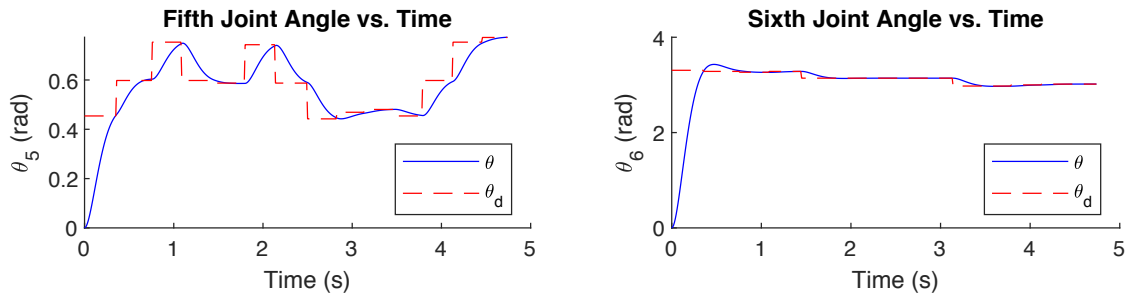 Fifth Joint Angle vs. Time
θ5 (rad)
0.6
0.4
0.2
0
0 1 2 3 4 5
Time (s)
θ
θd
Sixth Joint Angle vs. Time
θ6 (rad)
4
2
0
0 1 2 3 4 5
Time (s)
θ
θd